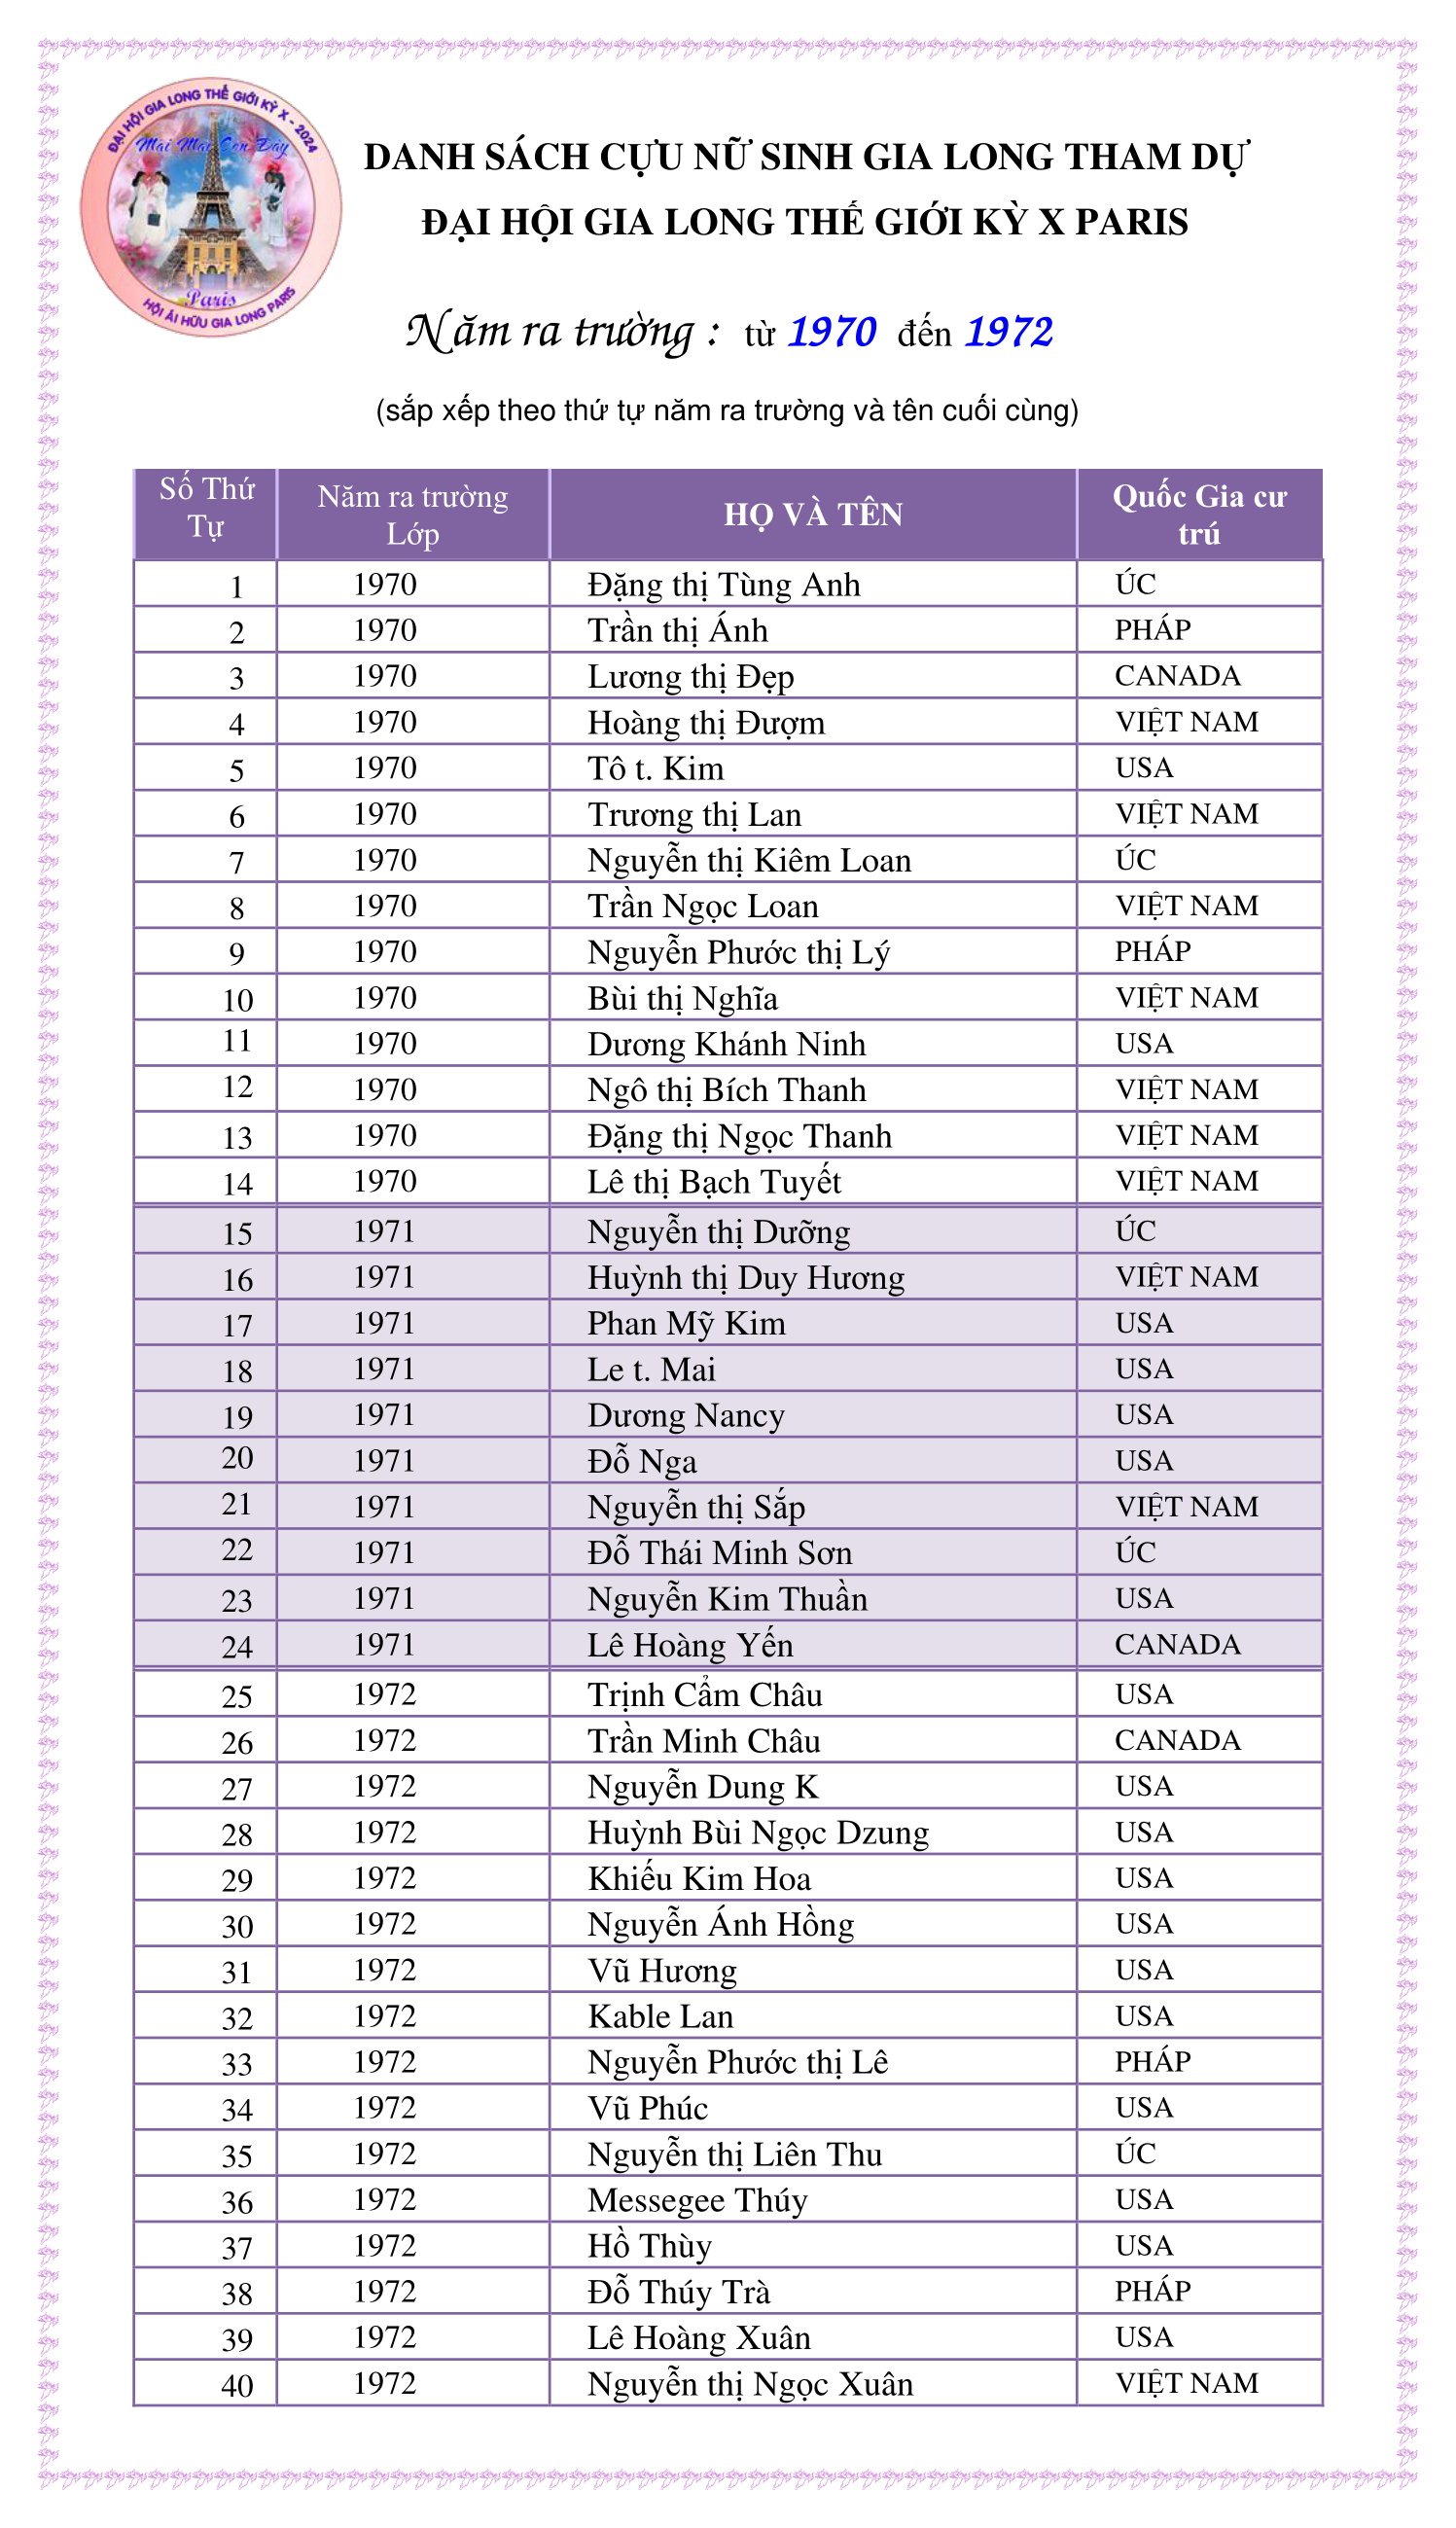 ĐẠI HỘI GIA LONG THẾ GIỚI KỲ X - 2024
Mãi Mãi Còn Đây
Paris
HỘI ÁI HỮU GIA LONG PARIS
DANH SÁCH CỰU NỮ SINH GIA LONG THAM DỰ
ĐẠI HỘI GIA LONG THẾ GIỚI KỲ X PARIS
Năm ra trường : từ 1970 đến 1972
(sắp xếp theo thứ tự năm ra trường và tên cuối cùng)
Số Thứ Tự Năm ra trường Lớp HỌ VÀ TÊN Quốc Gia cư trú
1 1970 Đặng thị Tùng Anh ÚC
2 1970 Trần thị Ánh PHÁP
3 1970 Lương thị Đẹp CANADA
4 1970 Hoàng thị Đượm VIỆT NAM
5 1970 Tô t. Kim USA
6 1970 Trương thị Lan VIỆT NAM
7 1970 Nguyễn thị Kiêm Loan ÚC
8 1970 Trần Ngọc Loan VIỆT NAM
9 1970 Nguyễn Phước thị Lý PHÁP
10 1970 Bùi thị Nghĩa VIỆT NAM
11 1970 Dương Khánh Ninh USA
12 1970 Ngô thị Bích Thanh VIỆT NAM
13 1970 Đặng thị Ngọc Thanh VIỆT NAM
14 1970 Lê thị Bạch Tuyết VIỆT NAM
15 1971 Nguyễn thị Dưỡng ÚC
16 1971 Huỳnh thị Duy Hương VIỆT NAM
17 1971 Phan Mỹ Kim USA
18 1971 Le t. Mai USA
19 1971 Dương Nancy USA
20 1971 Đỗ Nga USA
21 1971 Nguyễn thị Sắp VIỆT NAM
22 1971 Đỗ Thái Minh Sơn ÚC
23 1971 Nguyễn Kim Thuần USA
24 1971 Lê Hoàng Yến CANADA
25 1972 Trịnh Cẩm Châu USA
26 1972 Trần Minh Châu CANADA
27 1972 Nguyễn Dung K USA
28 1972 Huỳnh Bùi Ngọc Dzung USA
29 1972 Khiếu Kim Hoa USA
30 1972 Nguyễn Ánh Hồng USA
31 1972 Vũ Hương USA
32 1972 Kable Lan USA
33 1972 Nguyễn Phước thị Lê PHÁP
34 1972 Vũ Phúc USA
35 1972 Nguyễn thị Liên Thu ÚC
36 1972 Messegee Thúy USA
37 1972 Hồ Thùy USA
38 1972 Đỗ Thúy Trà PHÁP
39 1972 Lê Hoàng Xuân USA
40 1972 Nguyễn thị Ngọc Xuân VIỆT NAM